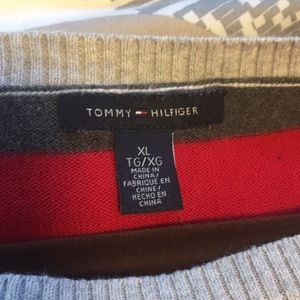 TOMMY HILFIGER
XL
TG/XG
MADE IN
CHINA/
FABRIQUÉ EN
CHINE/
HECHO EN
CHINA